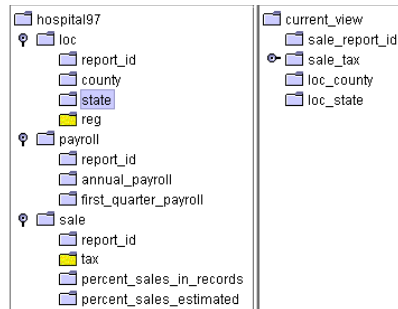 hospital97
loc
report_id
county
state
reg
payroll
report_id
annual_payroll
first_quarter_payroll
sale
report_id
tax
percent_sales_in_records
percent_sales_estimated
current_view
sale_report_id
sale_tax
loc_county
loc_state